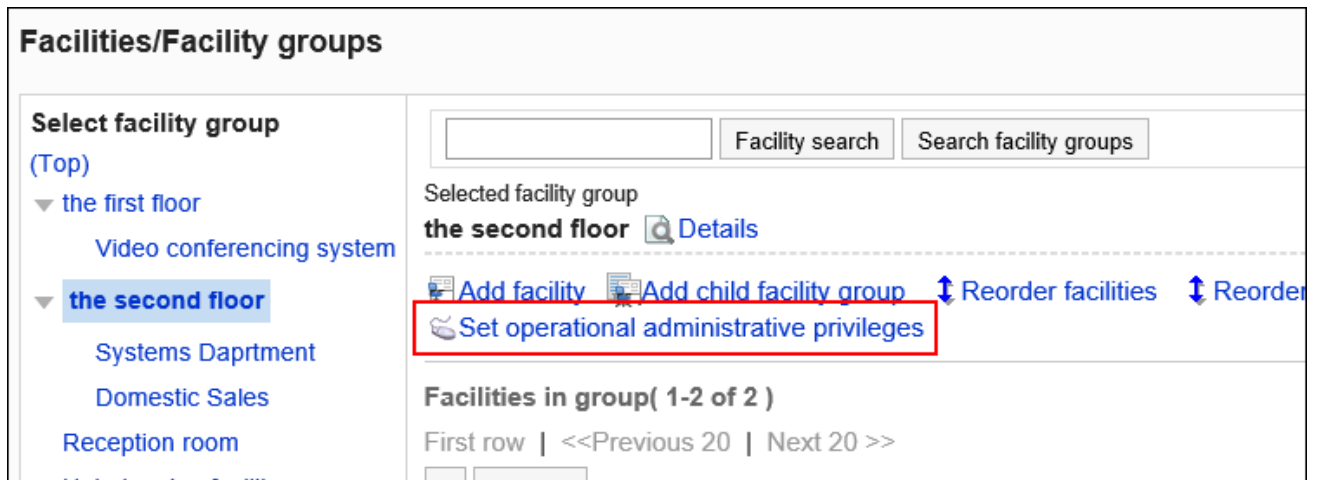 Facilities/Facility groups
Select facility group
(Top)
the first floor
Video conferencing system
the second floor
Systems Daprtment
Domestic Sales
Reception room
Facility search
Search facility groups
Selected facility group
the second floor Details
Add facility Add child facility group Reorder facilities Reorder
Set operational administrative privileges
Facilities in group( 1-2 of 2 )
First row | <<Previous 20 | Next 20 >>